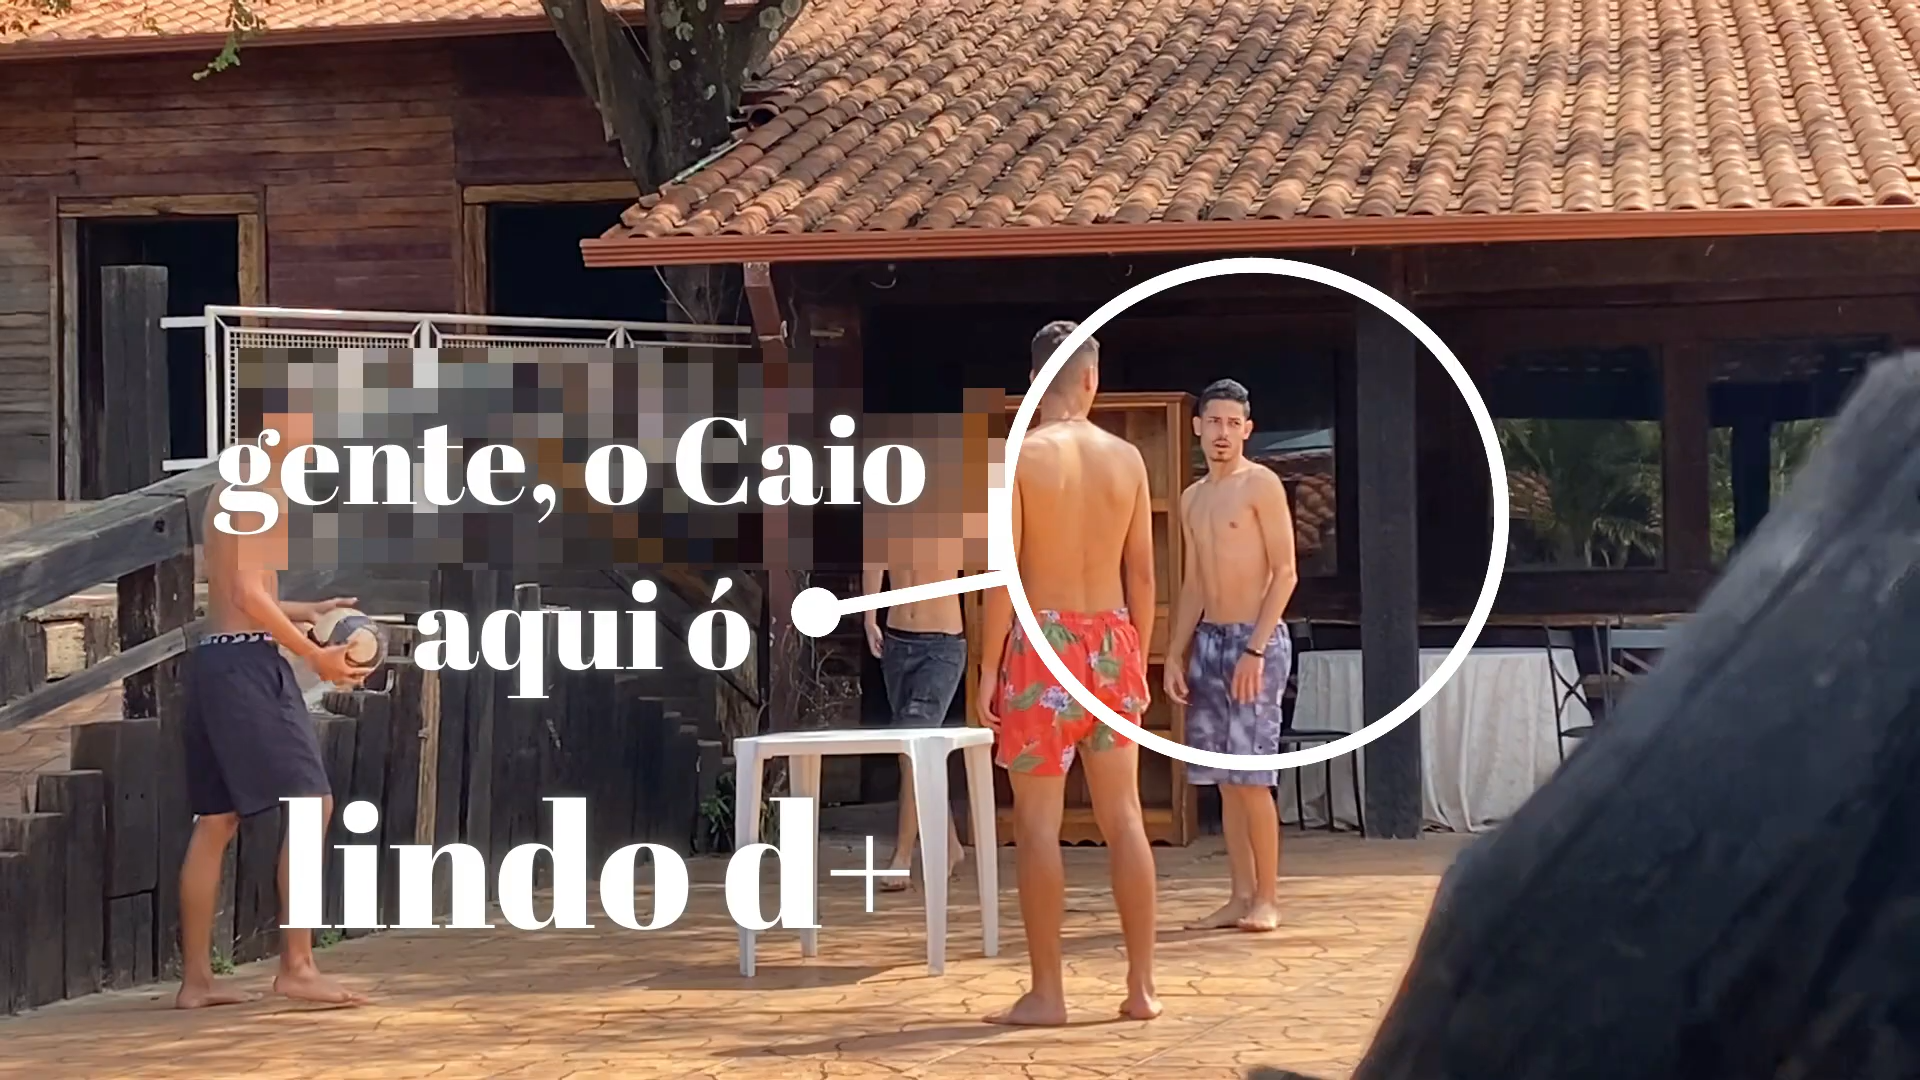 gente, o Caio
aqui ó
lindo d+